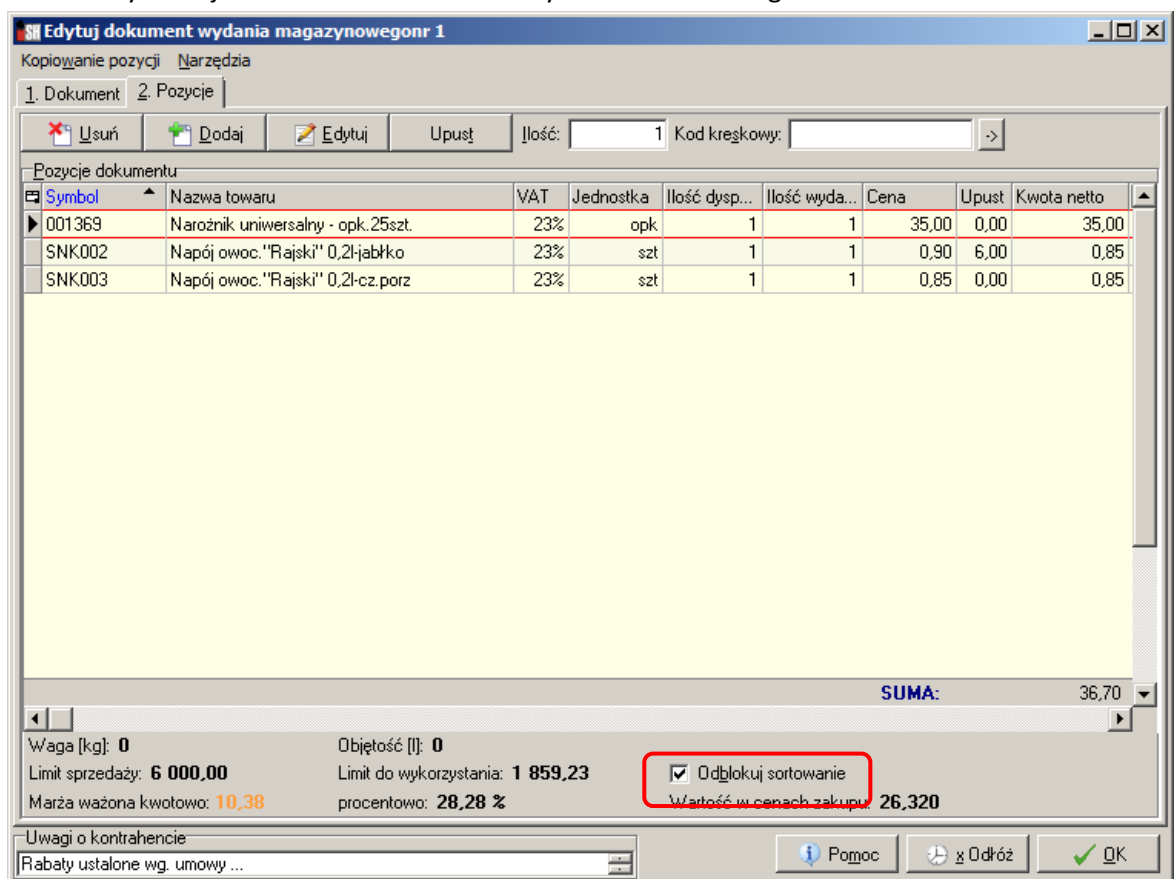 Edytuj dokument wydania magazynowegonr 1
Kopiowanie pozycji Narzędzia
1. Dokument 2. Pozycje
Usuń Dodaj Edytuj Upust Ilość: 1 Kod kreskowy: ->
Pozycje dokumentu
Symbol Nazwa towaru VAT Jednostka Ilość dysp... Ilość wyda... Cena Upust Kwota netto
001369 Narożnik uniwersalny - opk.25szt. 23% opk 1 1 35,00 0,00 35,00
SNK002 Napój owoc."Rajski" 0,2l-jabłko 23% szt 1 1 0,90 6,00 0,85
SNK003 Napój owoc."Rajski" 0,2l-cz.porz 23% szt 1 1 0,85 0,00 0,85
SUMA: 36,70
Waga [kg]: 0 Objętość [l]: 0
Limit sprzedaży: 6 000,00 Limit do wykorzystania: 1 859,23 Odblokuj sortowanie
Marża ważona kwotowo: 10,38 procentowo: 28,28 % Wartość w cenach zakupu: 26,320
Uwagi o kontrahencie
Rabaty ustalone wg. umowy ... Pomoc x Odłóż OK